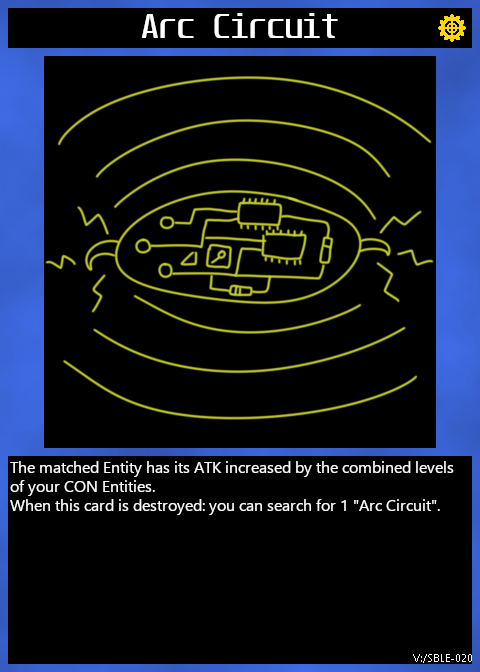 Arc Circuit
The matched Entity has its ATK increased by the combined levels
of your CON Entities.
When this card is destroyed: you can search for 1 "Arc Circuit".
V:/SBLE-020